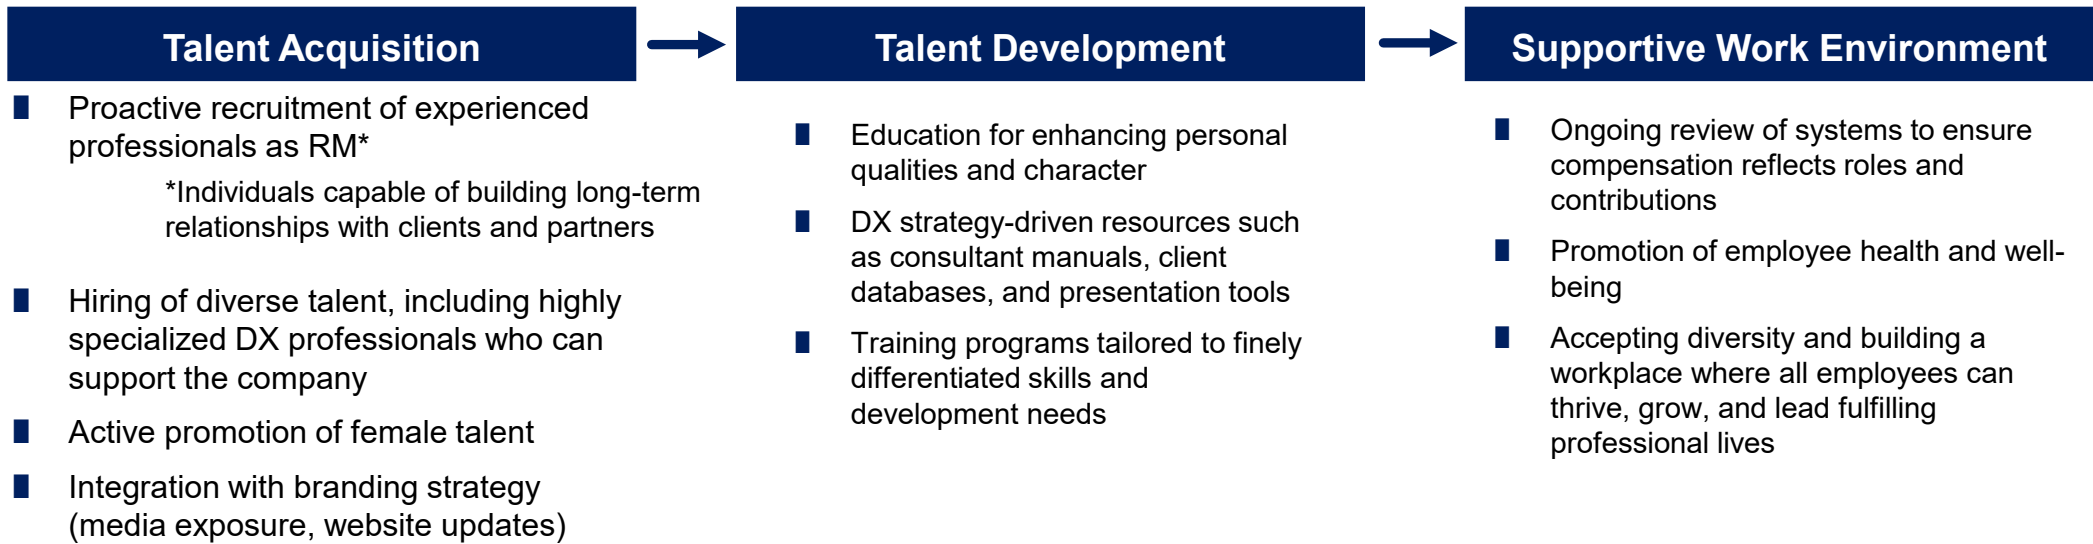 Talent Acquisition
Proactive recruitment of experienced
professionals as RM*
*Individuals capable of building long-term
relationships with clients and partners
Hiring of diverse talent, including highly
specialized DX professionals who can
support the company
Active promotion of female talent
Integration with branding strategy
(media exposure, website updates)
Talent Development
Education for enhancing personal
qualities and character
DX strategy-driven resources such
as consultant manuals, client
databases, and presentation tools
Training programs tailored to finely
differentiated skills and
development needs
Supportive Work Environment
Ongoing review of systems to ensure
compensation reflects roles and
contributions
Promotion of employee health and well-
being
Accepting diversity and building a
workplace where all employees can
thrive, grow, and lead fulfilling
professional lives